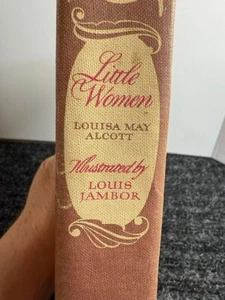 Little
Women
LOUISA MAY
ALCOTT
Illustrated by
LOUIS
JAMBOR